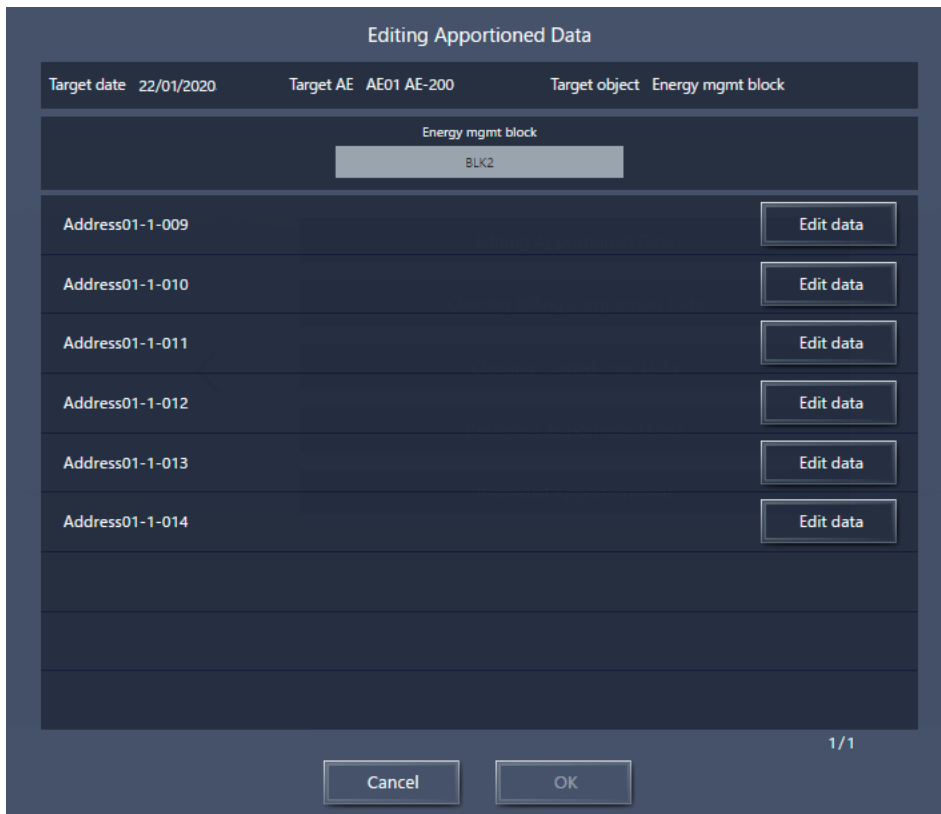 Editing Apportioned Data
Target date 22/01/2020 Target AE AE01 AE-200 Target object Energy mgmt block
Energy mgmt block
BLK2
Address01-1-009 Edit data
Address01-1-010 Edit data
Address01-1-011 Edit data
Address01-1-012 Edit data
Address01-1-013 Edit data
Address01-1-014 Edit data
1/1
Cancel OK